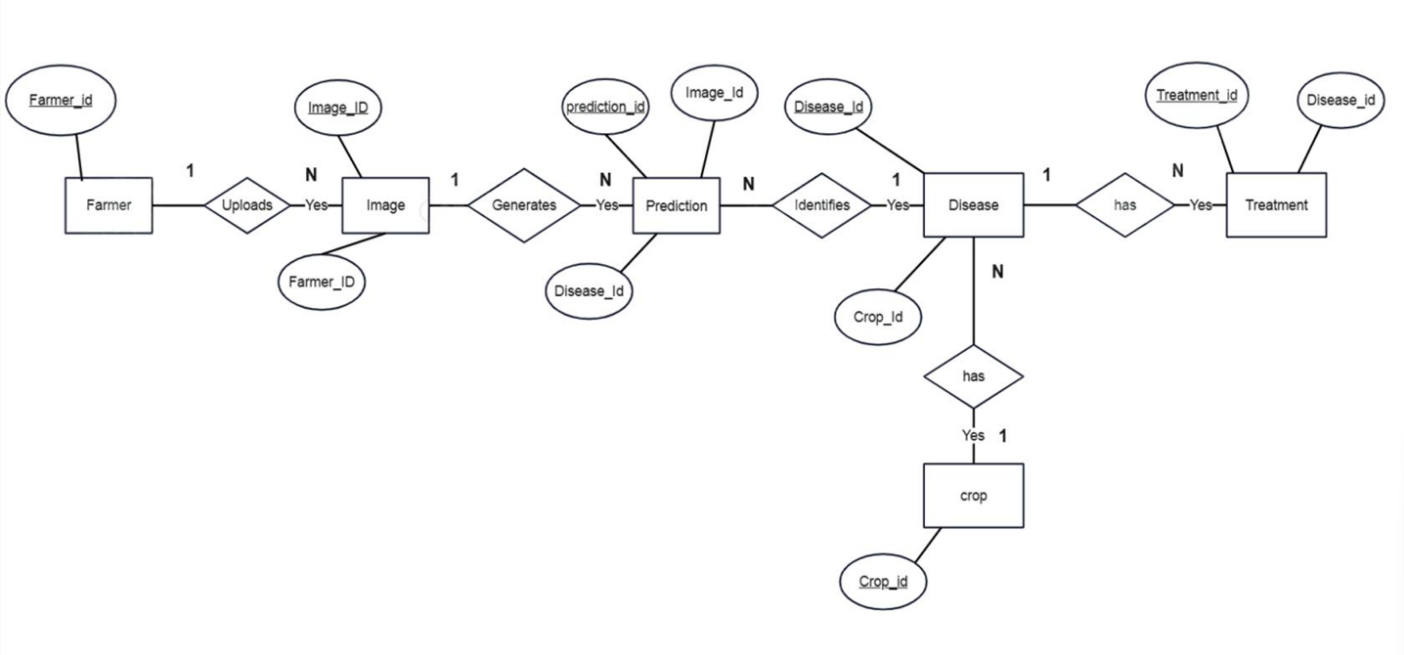 Farmer_id
Image_ID
prediction_id
Image_Id
Disease_Id
Treatment_id
Disease_id
1
N
1
N
N
1
1
N
Farmer
Uploads
Yes
Image
Generates
Yes
Prediction
Identifies
Yes
Disease
has
Yes
Treatment
Farmer_ID
Disease_Id
Crop_Id
N
has
Yes 1
crop
Crop_id